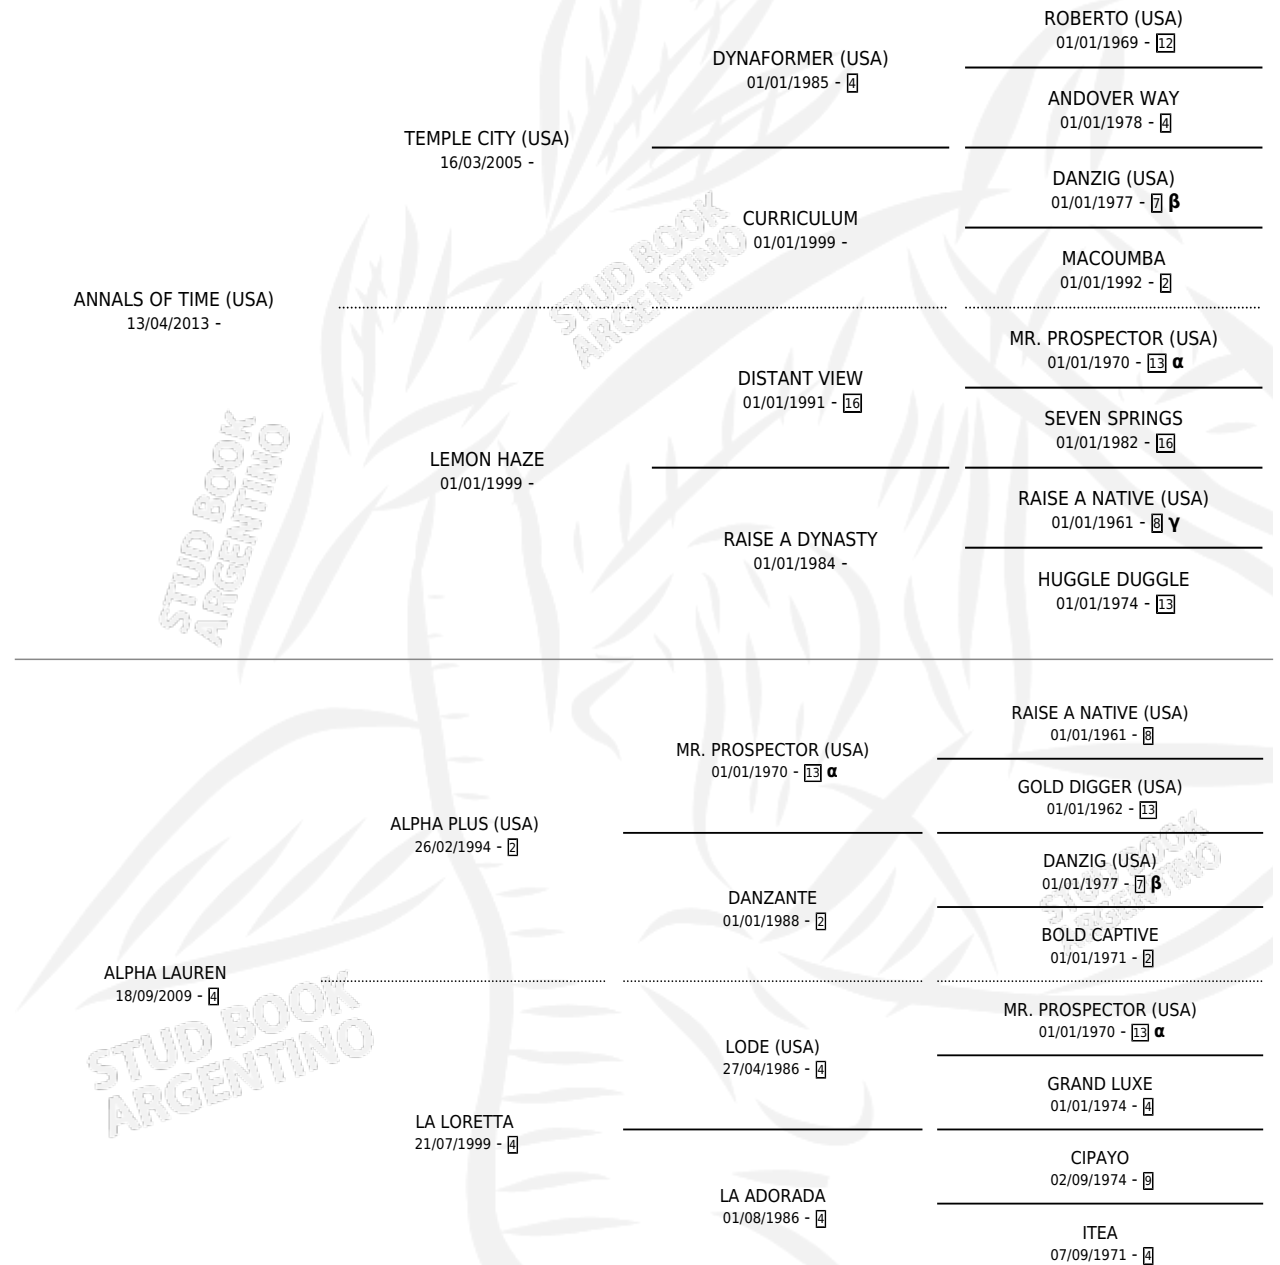 ROBERTO (USA)
01/01/1969 - 12
DYNAFORMER (USA)
01/01/1985 - 4
ANDOVER WAY
01/01/1978 - 4
TEMPLE CITY (USA)
16/03/2005 -
DANZIG (USA)
01/01/1977 - 7 β
CURRICULUM
01/01/1999 -
MACOUMBA
01/01/1992 - 2
ANNALS OF TIME (USA)
13/04/2013 -
MR. PROSPECTOR (USA)
01/01/1970 - 13 α
DISTANT VIEW
01/01/1991 - 16
SEVEN SPRINGS
01/01/1982 - 16
LEMON HAZE
01/01/1999 -
RAISE A NATIVE (USA)
01/01/1961 - 8 γ
RAISE A DYNASTY
01/01/1984 -
HUGGLE DUGGLE
01/01/1974 - 13
RAISE A NATIVE (USA)
01/01/1961 - 8
MR. PROSPECTOR (USA)
01/01/1970 - 13 α
GOLD DIGGER (USA)
01/01/1962 - 13
ALPHA PLUS (USA)
26/02/1994 - 2
DANZIG (USA)
01/01/1977 - 7 β
DANZANTE
01/01/1988 - 2
BOLD CAPTIVE
01/01/1971 - 2
ALPHA LAUREN
18/09/2009 - 4
MR. PROSPECTOR (USA)
01/01/1970 - 13 α
LODE (USA)
27/04/1986 - 4
GRAND LUXE
01/01/1974 - 4
LA LORETTA
21/07/1999 - 4
CIPAYO
02/09/1974 - 9
LA ADORADA
01/08/1986 - 4
ITEA
07/09/1971 - 4
STUD BOOK
ARGENTINO
STUD BOOK
ARGENTINO
STUD BOOK
ARGENTINO
STUD BOOK
ARGENTINO